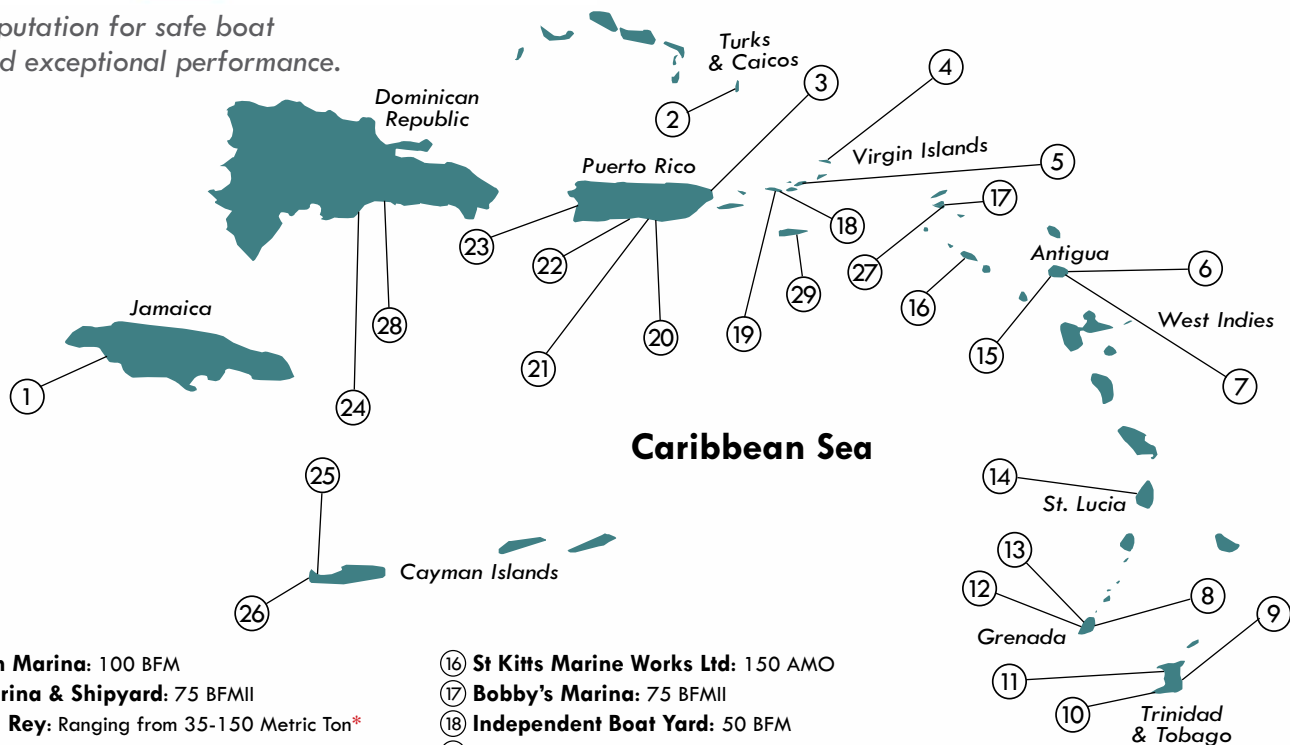 putation for safe boat
d exceptional performance.
Turks
& Caicos
3
4
2
Dominican
Republic
Puerto Rico
Virgin Islands
5
17
18
23
22
27
29
16
Antigua
6
West Indies
15
7
19
20
21
28
24
Jamaica
1
Caribbean Sea
25
14
St. Lucia
13
12
8
9
Cayman Islands
26
Grenada
11
10
Trinidad
& Tobago
Marina: 100 BFM
rina & Shipyard: 75 BFMII
Rey: Ranging from 35-150 Metric Ton*
16 St Kitts Marine Works Ltd: 150 AMO
17 Bobby's Marina: 75 BFMII
18 Independent Boat Yard: 50 BFM